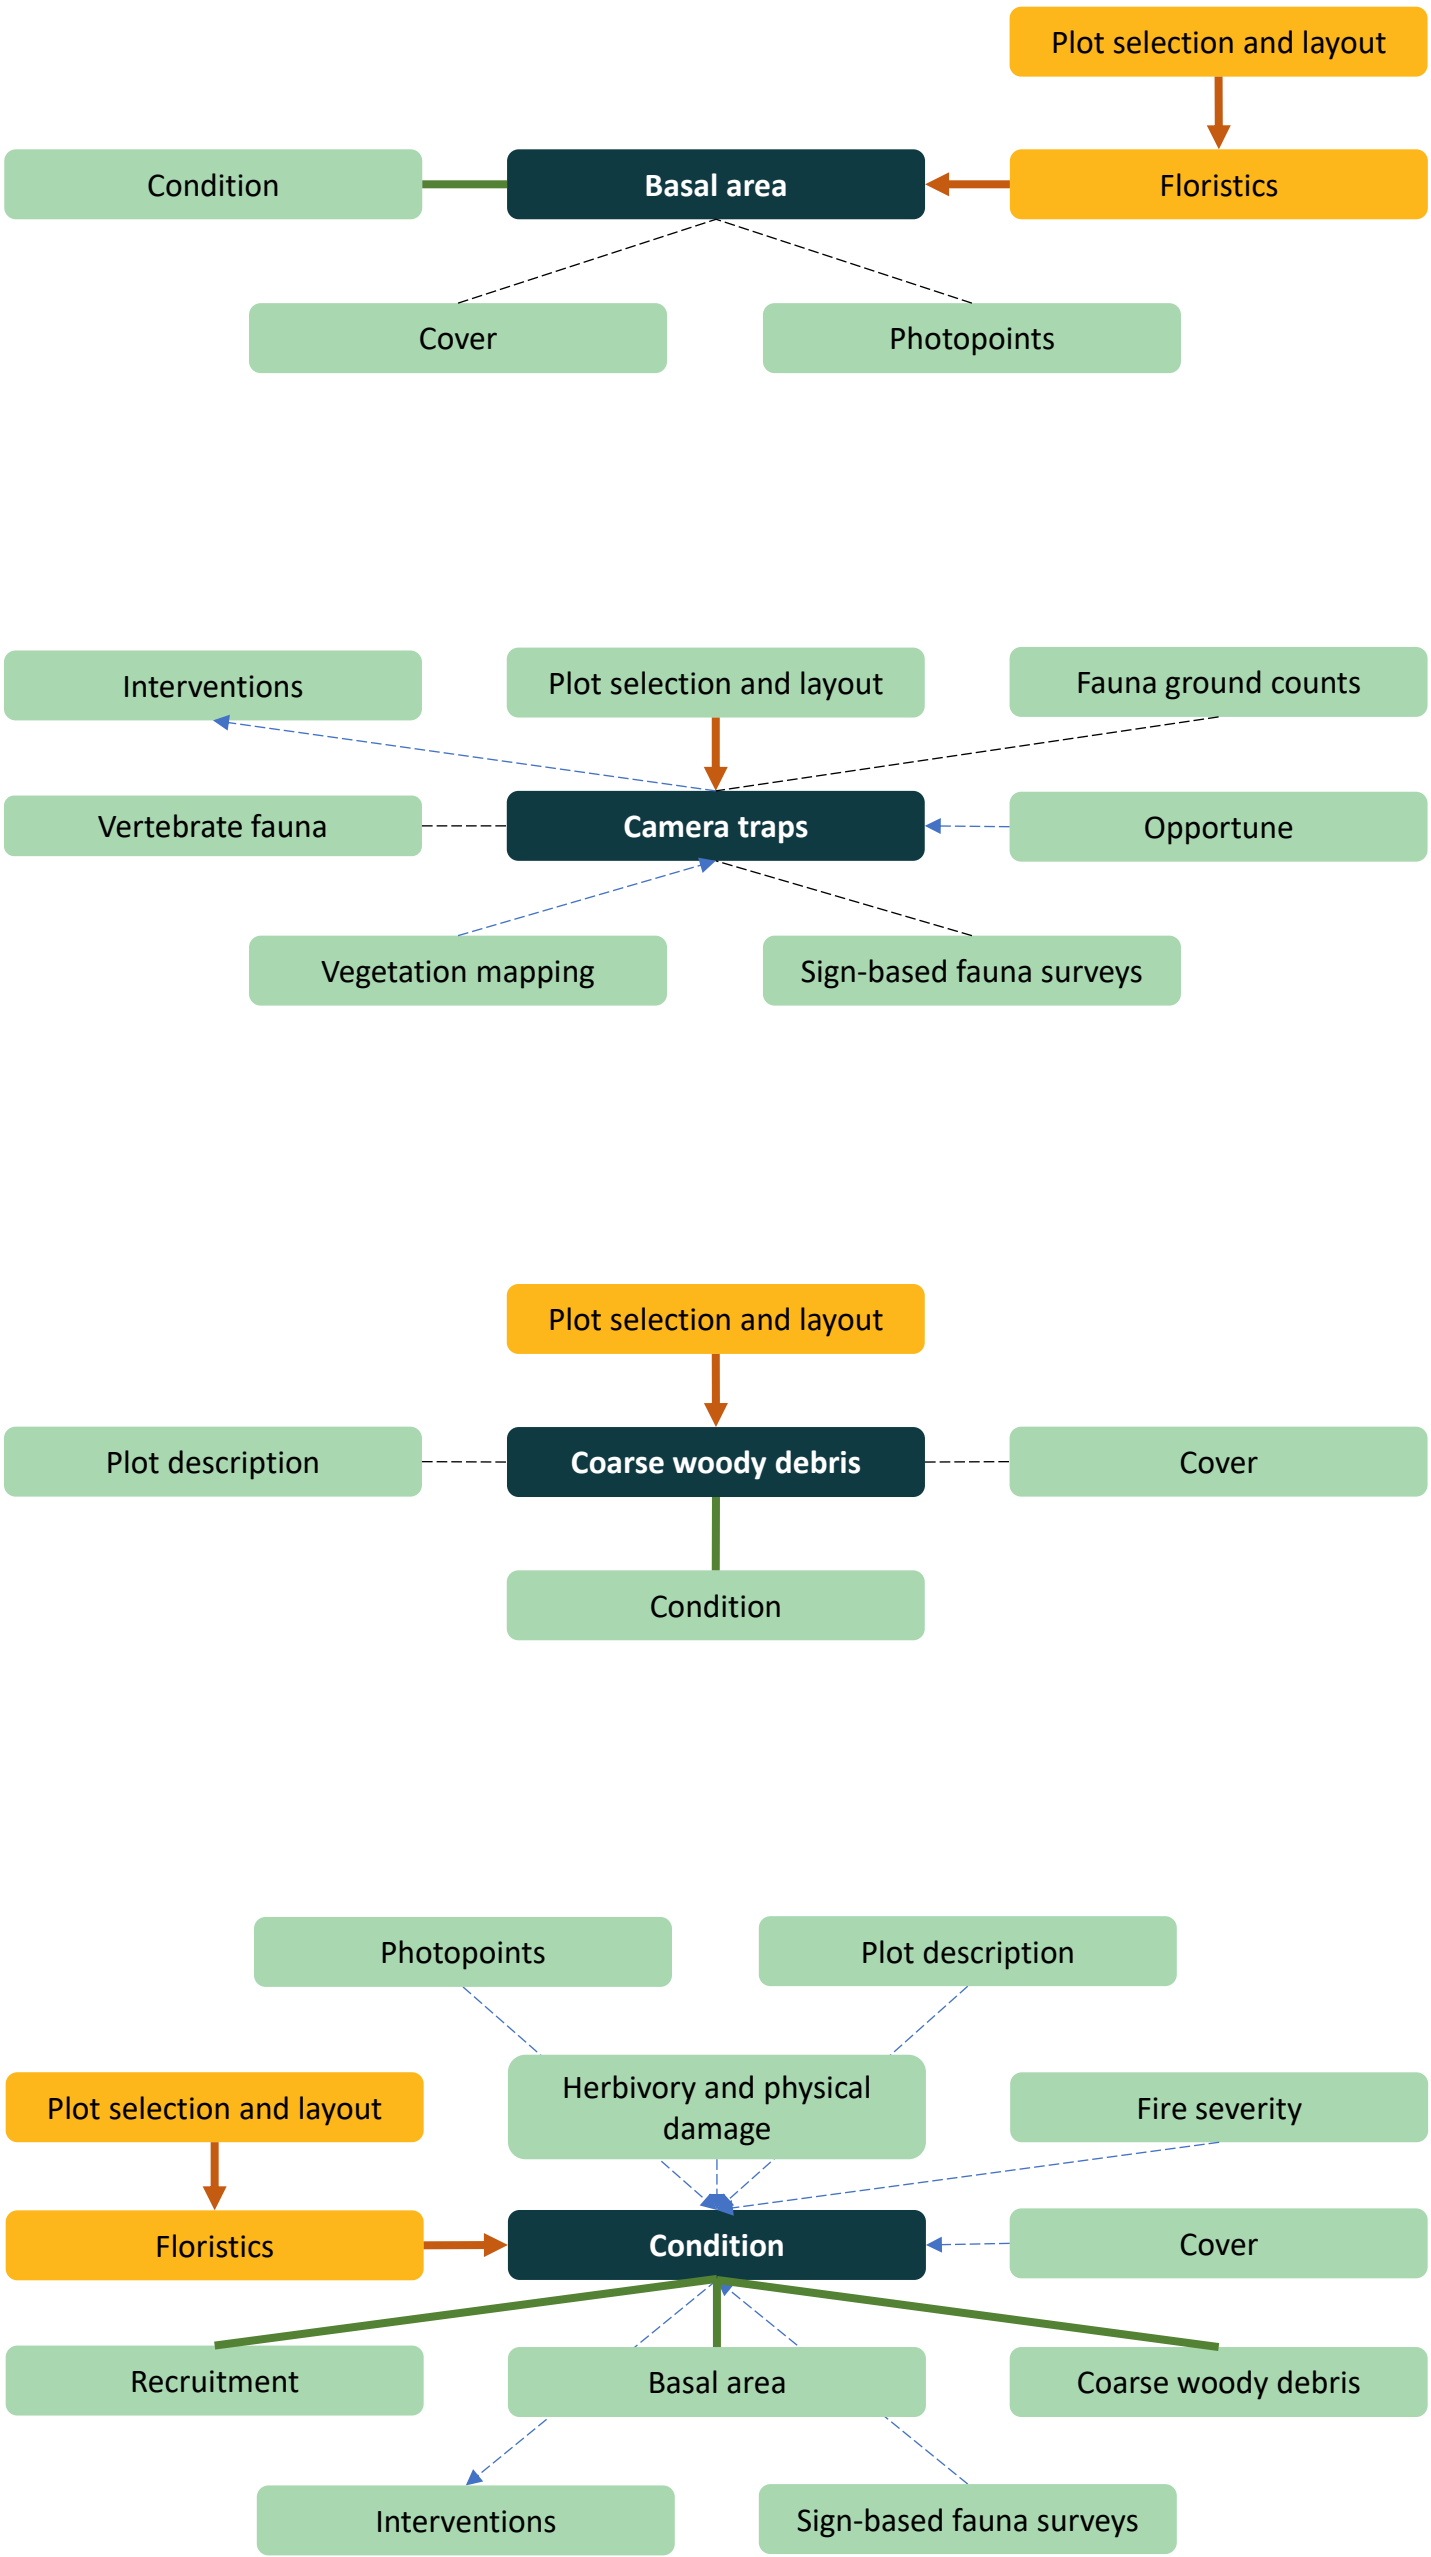 Plot selection and layout
Condition
Basal area
Floristics
Cover
Photopoints
Interventions
Plot selection and layout
Fauna ground counts
Vertebrate fauna
Camera traps
Opportune
Vegetation mapping
Sign-based fauna surveys
Plot selection and layout
Plot description
Coarse woody debris
Cover
Condition
Photopoints
Plot description
Plot selection and layout
Herbivory and physical
damage
Fire severity
Floristics
Condition
Cover
Recruitment
Basal area
Coarse woody debris
Interventions
Sign-based fauna surveys